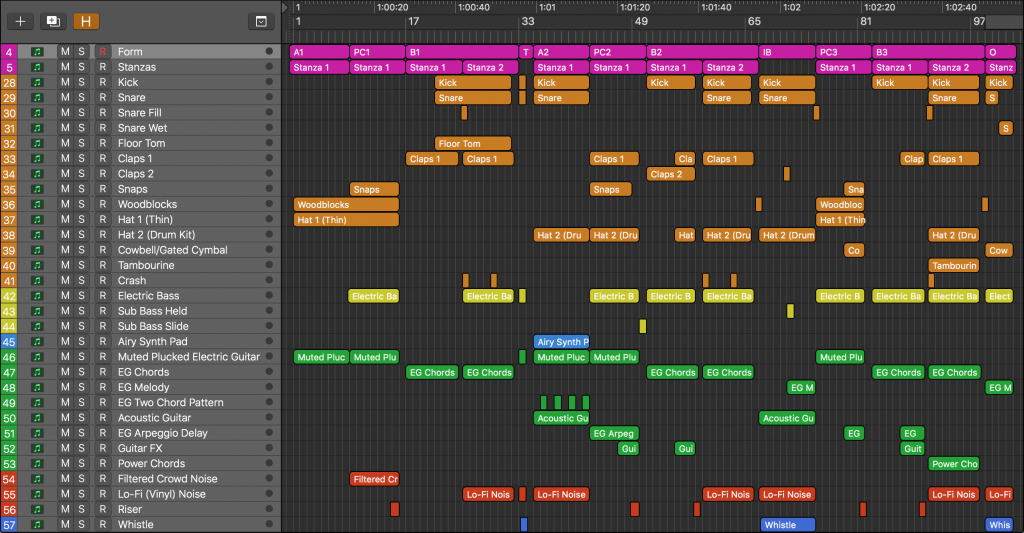 H
1 1:00:20 1:00:40 1:01 1:01:20 1:01:40 1:02 1:02:20 1:02:40
1 17 33 49 65 81 97
4 M S R Form A1 PC1 B1 T A2 PC2 B2 IB PC3 B3 O
5 M S R Stanzas Stanza 1 Stanza 1 Stanza 1 Stanza 2 Stanza 1 Stanza 1 Stanza 1 Stanza 2 Stanza 1 Stanza 1 Stanza 2 Stanz
28 M S R Kick Kick Kick Kick Kick Kick Kick Kick
29 M S R Snare Snare Snare Snare Snare Snare S
30 M S R Snare Fill
31 M S R Snare Wet S
32 M S R Floor Tom Floor Tom
33 M S R Claps 1 Claps 1 Claps 1 Claps 1 Cla Claps 1 Clap Claps 1
34 M S R Claps 2 Claps 2
35 M S R Snaps Snaps Snaps Sna
36 M S R Woodblocks Woodblocks Woodbloc
37 M S R Hat 1 (Thin) Hat 1 (Thin) Hat 1 (Thin
38 M S R Hat 2 (Drum Kit) Hat 2 (Dru Hat 2 (Dru Hat Hat 2 (Dru Hat 2 (Drum Hat 2 (Dru
39 M S R Cowbell/Gated Cymbal Co Cow
40 M S R Tambourine Tambourin
41 M S R Crash
42 M S R Electric Bass Electric Ba Electric Ba Electric B Electric B Electric Ba Electric B Electric Ba Electric Ba Elect
43 M S R Sub Bass Held
44 M S R Sub Bass Slide
45 M S R Airy Synth Pad Airy Synth P
46 M S R Muted Plucked Electric Guitar Muted Pluc Muted Plu Muted Pluc Muted Plu Muted Plu
47 M S R EG Chords EG Chords EG Chords EG Chords EG Chords EG Chords EG Chords
48 M S R EG Melody EG M EG M
49 M S R EG Two Chord Pattern
50 M S R Acoustic Guitar Acoustic Gu Acoustic Gu
51 M S R EG Arpeggio Delay EG Arpeg EG EG
52 M S R Guitar FX Gui Gui Guit
53 M S R Power Chords Power Cho
54 M S R Filtered Crowd Noise Filtered Cr
55 M S R Lo-Fi (Vinyl) Noise Lo-Fi Nois Lo-Fi Noise Lo-Fi Nois Lo-Fi Noise Lo-Fi Nois Lo-Fi
56 M S R Riser
57 M S R Whistle Whistle Whis